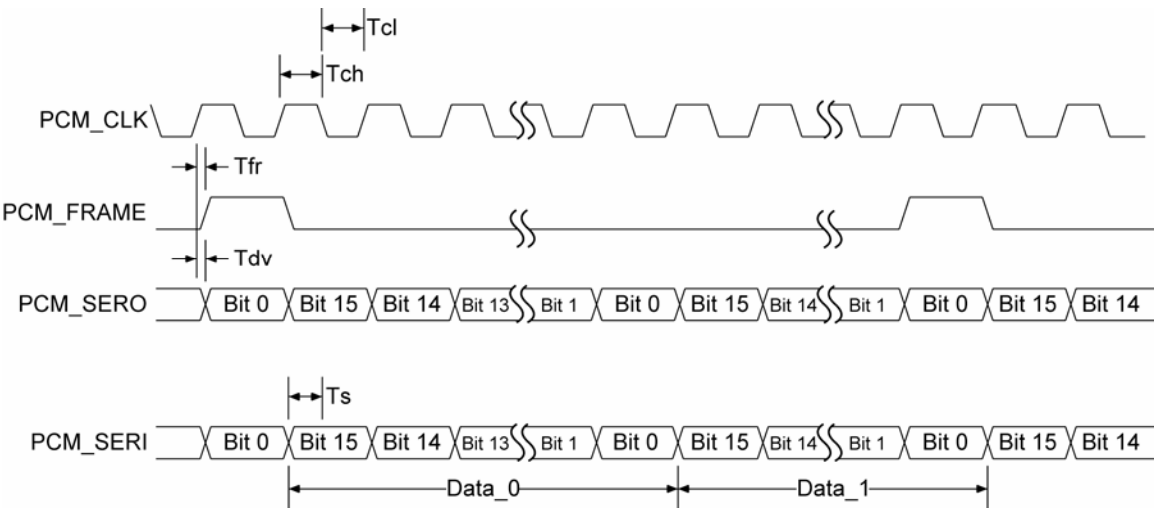 Tcl
Tch
PCM_CLK
Tfr
PCM_FRAME
Tdv
PCM_SERO Bit 0 Bit 15 Bit 14 Bit 13 Bit 1 Bit 0 Bit 15 Bit 14 Bit 1 Bit 0 Bit 15 Bit 14
Ts
PCM_SERI Bit 0 Bit 15 Bit 14 Bit 13 Bit 1 Bit 0 Bit 15 Bit 14 Bit 1 Bit 0 Bit 15 Bit 14
Data_0 Data_1